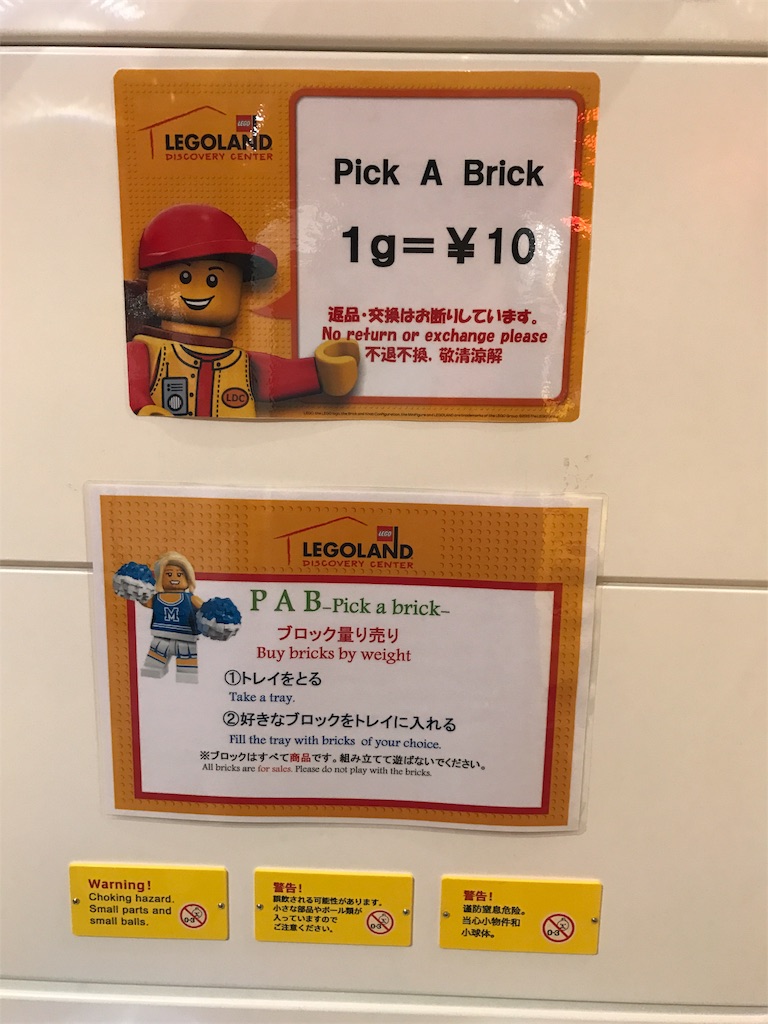 LEGO
LEGOLAND
DISCOVERY CENTER
Pick A Brick
1g=¥10
返品・交換はお断りしています。
No return or exchange please
不退不換，敬清涼解
LDC
LEGO
LEGOLAND
DISCOVERY CENTER
M
PAB-Pick a brick-
ブロック量り売り
Buy bricks by weight
①トレイをとる
Take a tray.
②好きなブロックをトレイに入れる
Fill the tray with bricks of your choice.
※ブロックはすべて商品です。組み立てて遊ばないでください。
All bricks are for sales. Please do not play with the bricks.
Warning!
Choking hazard.
Small parts and
small balls.
0-3
警告!
誤飲される可能性があります。
小さな部品やボール類が
入っていますので
ご注意ください。
0-3
警告!
谨防窒息危险。
当心小物件和
小球体。
0-3